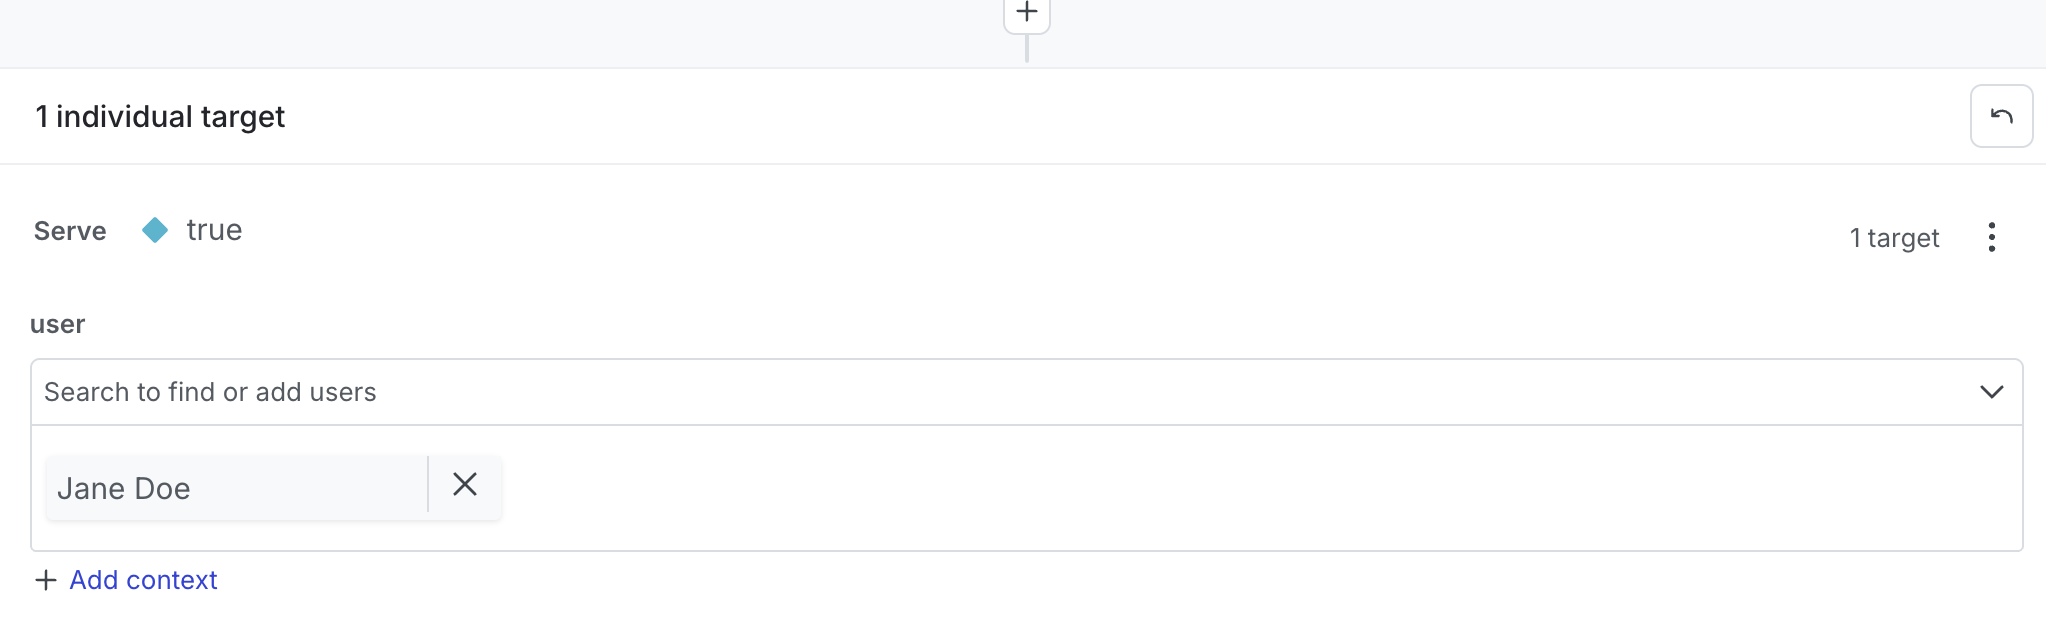 1 individual target
Serve true
1 target
user
Search to find or add users
Jane Doe
Add context